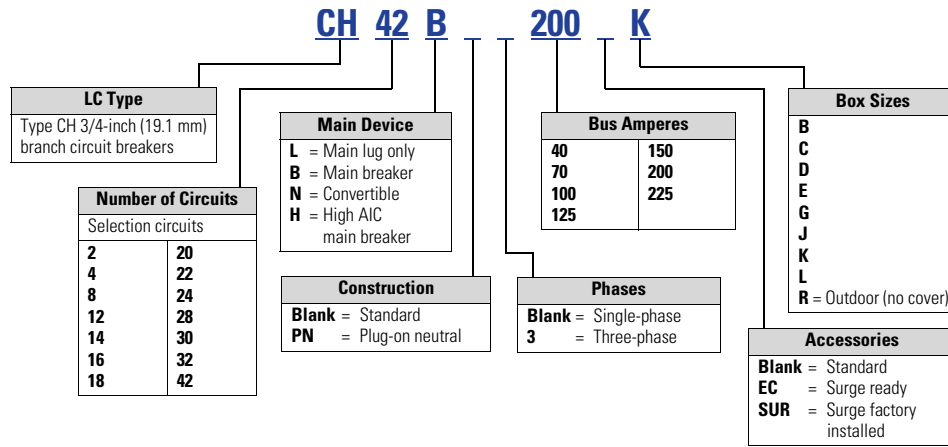 CH 42 B _ _ 200 _ K
LC Type
Type CH 3/4-inch (19.1 mm)
branch circuit breakers
Number of Circuits
Selection circuits
2 20
4 22
8 24
12 28
14 30
16 32
18 42
Main Device
L = Main lug only
B = Main breaker
N = Convertible
H = High AIC
main breaker
Construction
Blank = Standard
PN = Plug-on neutral
Phases
Blank = Single-phase
3 = Three-phase
Bus Amperes
40 150
70 200
100 225
125
Box Sizes
B
C
D
E
G
J
K
L
R = Outdoor (no cover)
Accessories
Blank = Standard
EC = Surge ready
SUR = Surge factory
installed